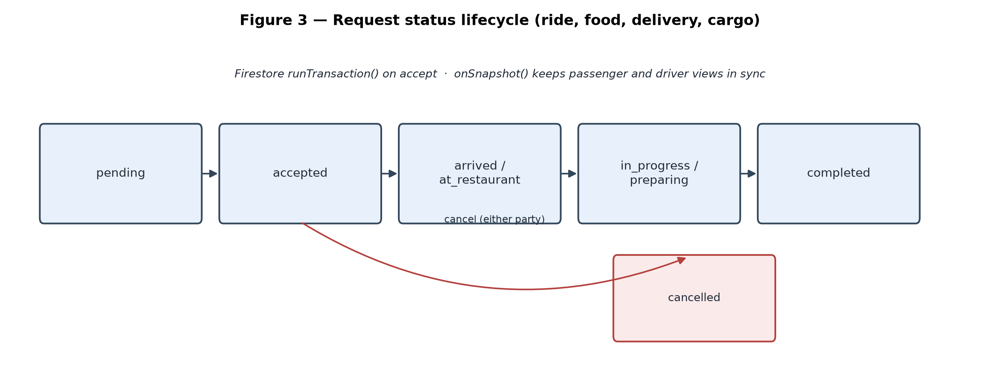 Figure 3 — Request status lifecycle (ride, food, delivery, cargo)
Firestore runTransaction() on accept · onSnapshot() keeps passenger and driver views in sync
pending
accepted
arrived /
at_restaurant
in_progress /
preparing
completed
cancel (either party)
cancelled